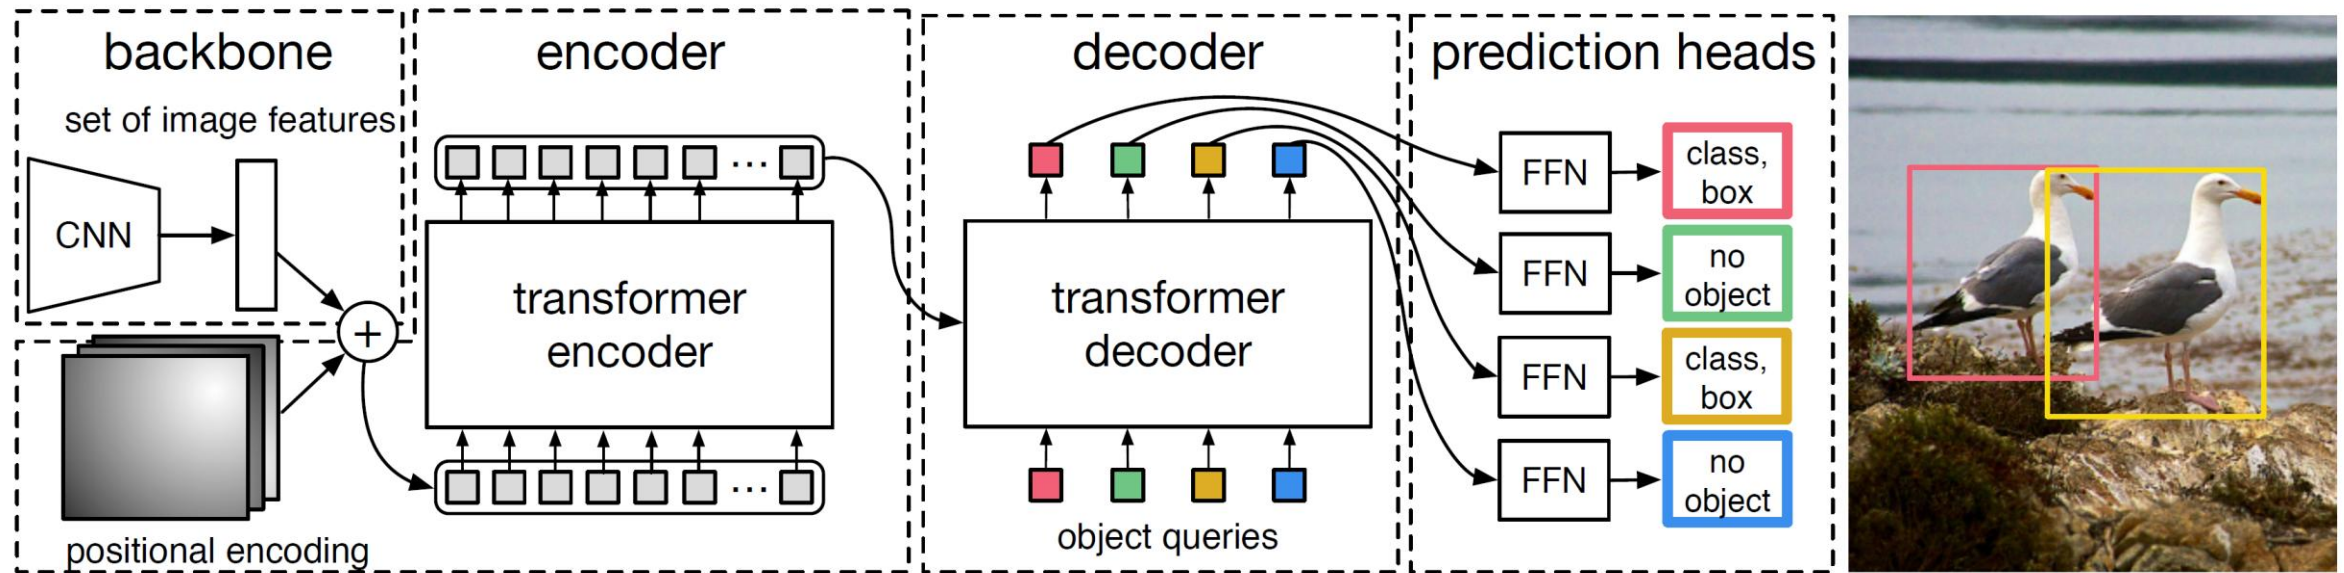 backbone
set of image features
CNN
+
positional encoding
encoder
...
transformer
encoder
...
decoder
transformer
decoder
object queries
prediction heads
FFN
class,
box
FFN
no
object
FFN
class,
box
FFN
no
object